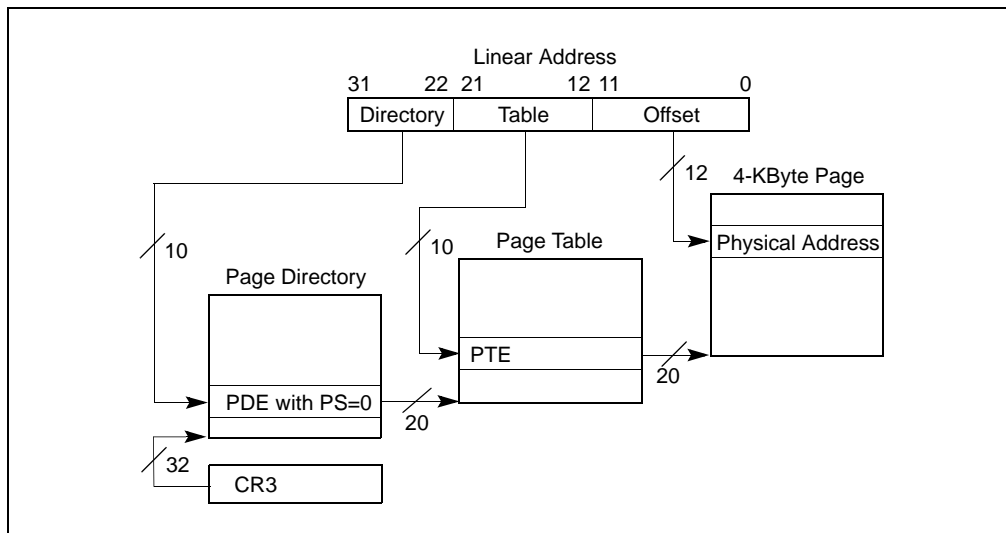 Linear Address
31 22 21 12 11 0
Directory Table Offset
12
4-KByte Page
10
10
Page Table
Physical Address
Page Directory
PTE
20
PDE with PS=0
20
32
CR3